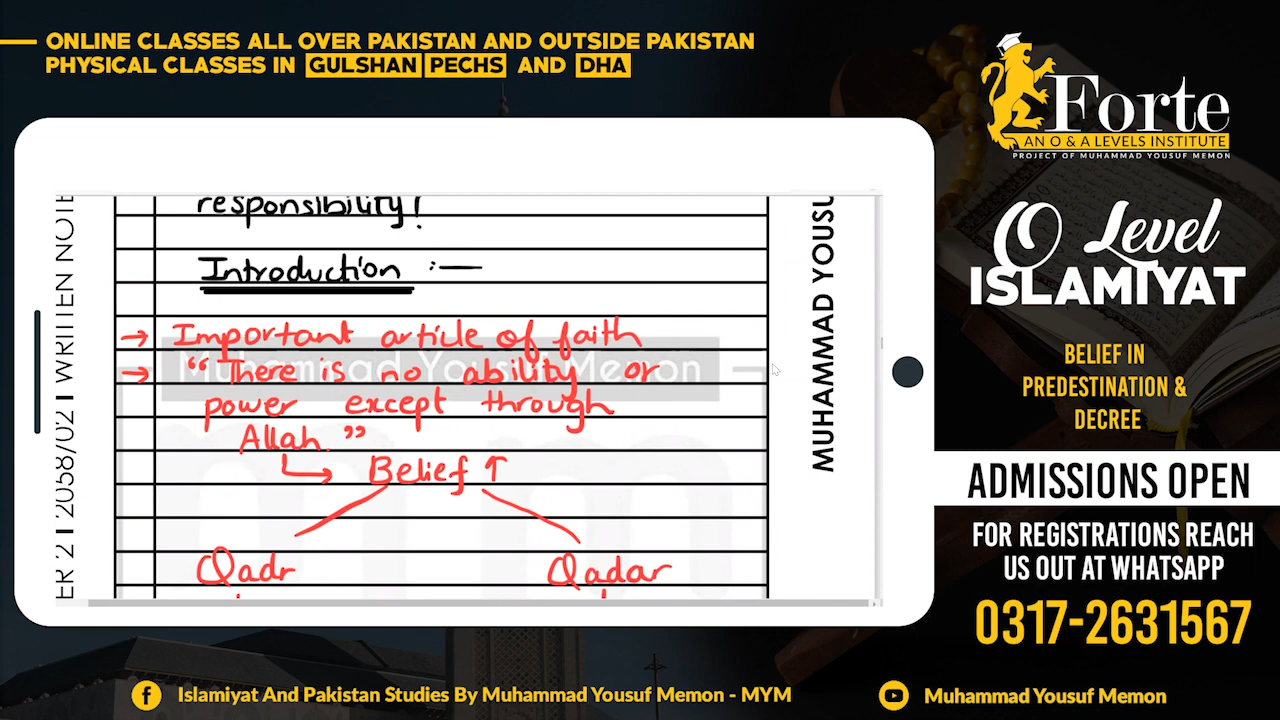 ONLINE CLASSES ALL OVER PAKISTAN AND OUTSIDE PAKISTAN
PHYSICAL CLASSES IN GULSHAN PECHS AND DHA
Forte
AN O & A LEVELS INSTITUTE
PROJECT OF MUHAMMAD YOUSUF MEMON
O Level
ISLAMIYAT
BELIEF IN
PREDESTINATION &
DECREE
ADMISSIONS OPEN
FOR REGISTRATIONS REACH
US OUT AT WHATSAPP
0317-2631567
ER 2 I 2058/02 I WRITTEN NOTE
responsibility!
Introduction :—
→ Important article of faith
Muhammad Yousuf Memon
→ “There is no ability or
power except through
Allah.”
Belief ↑
Qadr Qadar
MUHAMMAD YOUSU
Islamiyat And Pakistan Studies By Muhammad Yousuf Memon - MYM
Muhammad Yousuf Memon